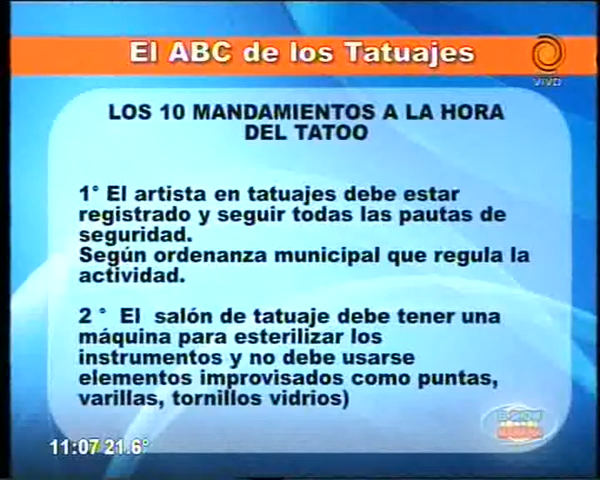 El ABC de los Tatuajes
VIVO
LOS 10 MANDAMIENTOS A LA HORA
DEL TATOO
1° El artista en tatuajes debe estar
registrado y seguir todas las pautas de
seguridad.
Según ordenanza municipal que regula la
actividad.
2 ° El salón de tatuaje debe tener una
máquina para esterilizar los
instrumentos y no debe usarse
elementos improvisados como puntas,
varillas, tornillos vidrios)
11:07 21.6°